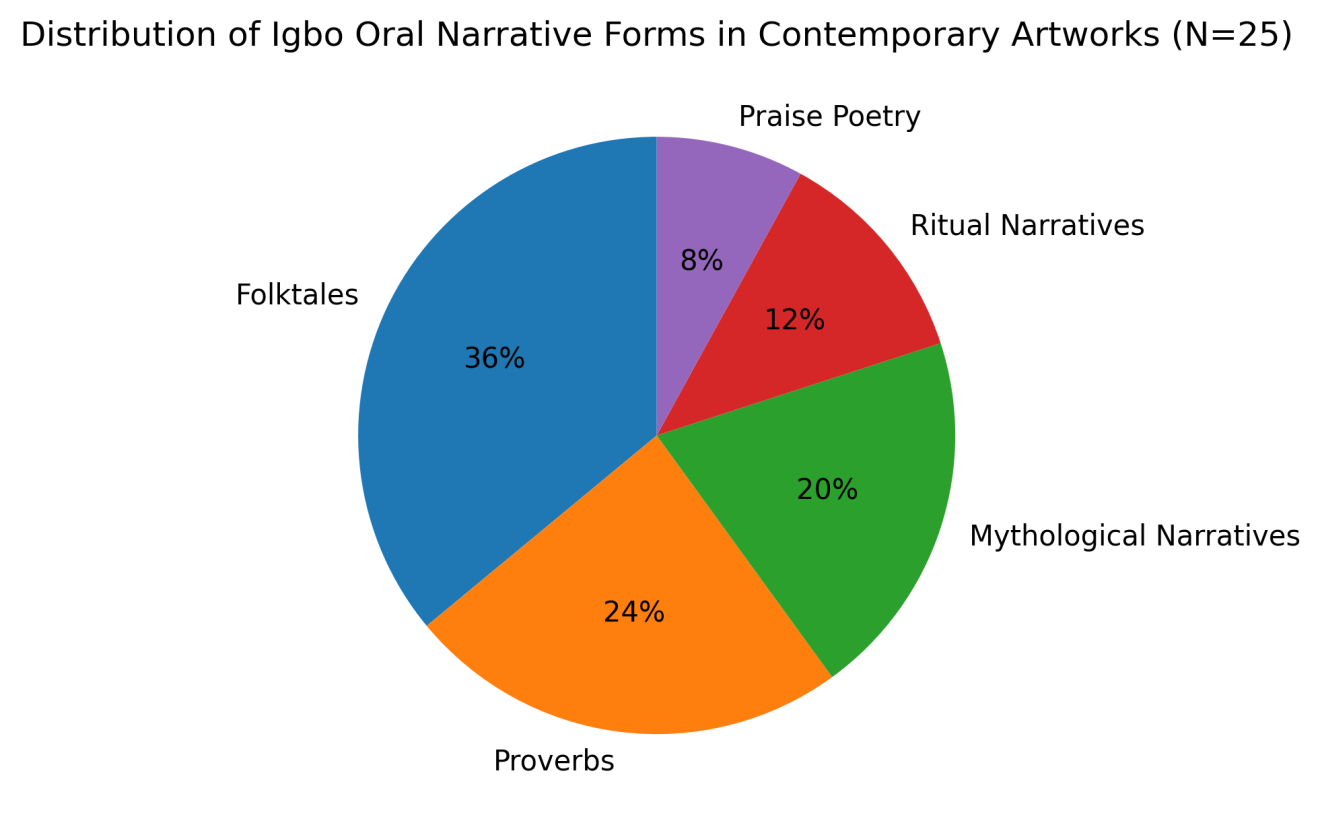 Distribution of Igbo Oral Narrative Forms in Contemporary Artworks (N=25)
Praise Poetry
Ritual Narratives
8%
Folktales
12%
36%
20%
Mythological Narratives
24%
Proverbs